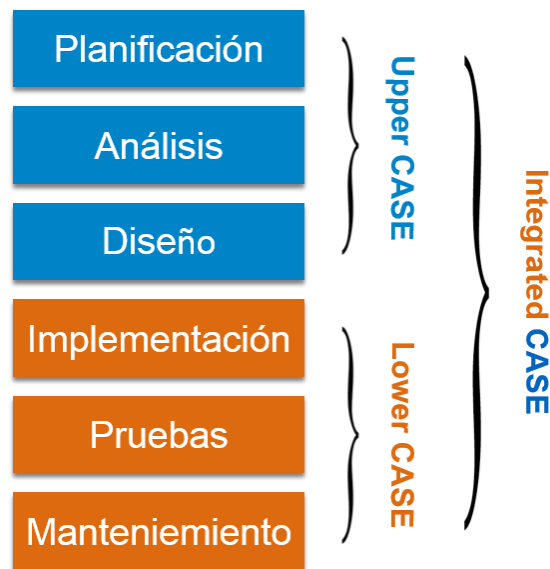 Planificación
Análisis
Diseño
Implementación
Pruebas
Manteniemiento
Upper CASE
Lower CASE
Integrated CASE